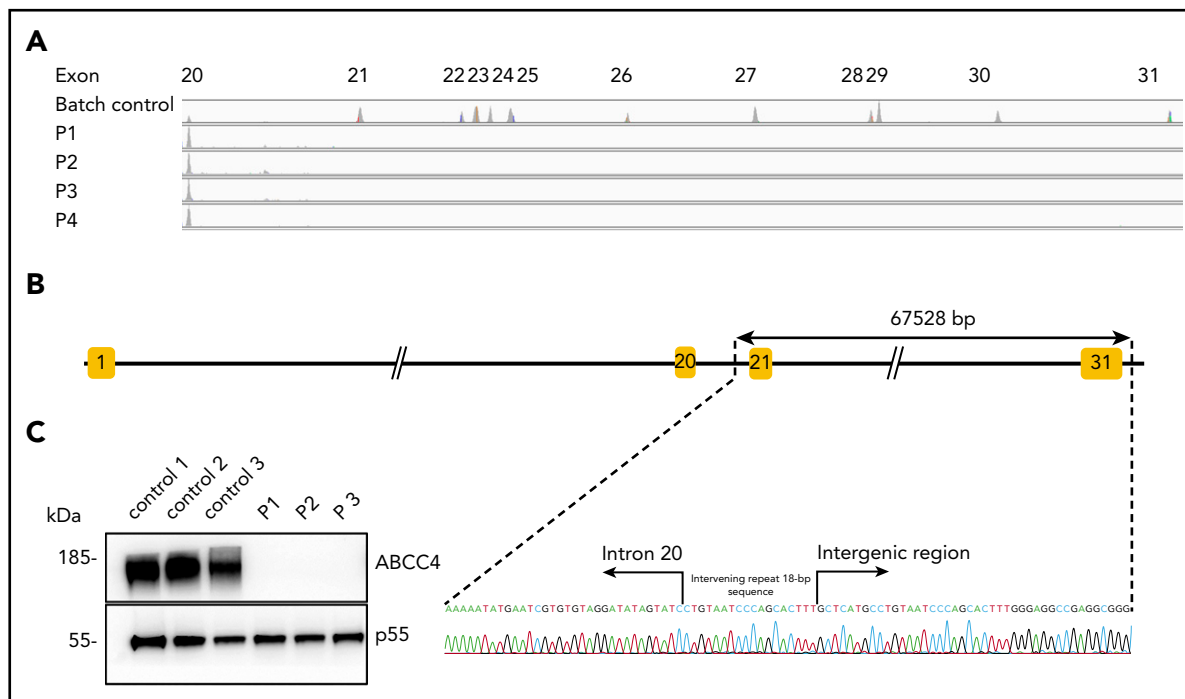 A
Exon 20 21 22 23 24 25 26 27 28 29 30 31
Batch control
P1
P2
P3
P4
B
67528 bp
1 20 21 31
C
control 1 control 2 control 3 P1 P2 P 3
kDa
185- ABCC4
55- p55
Intron 20 Intergenic region
Intervening repeat 18-bp
sequence
AAAAATATGAATCGTGTGTAGGATATAGTATCCTGTAATCCCAGCACTTTGCTCATGCCTGTAATCCCAGCACTTTGGGAGGCCGAGGCGGG